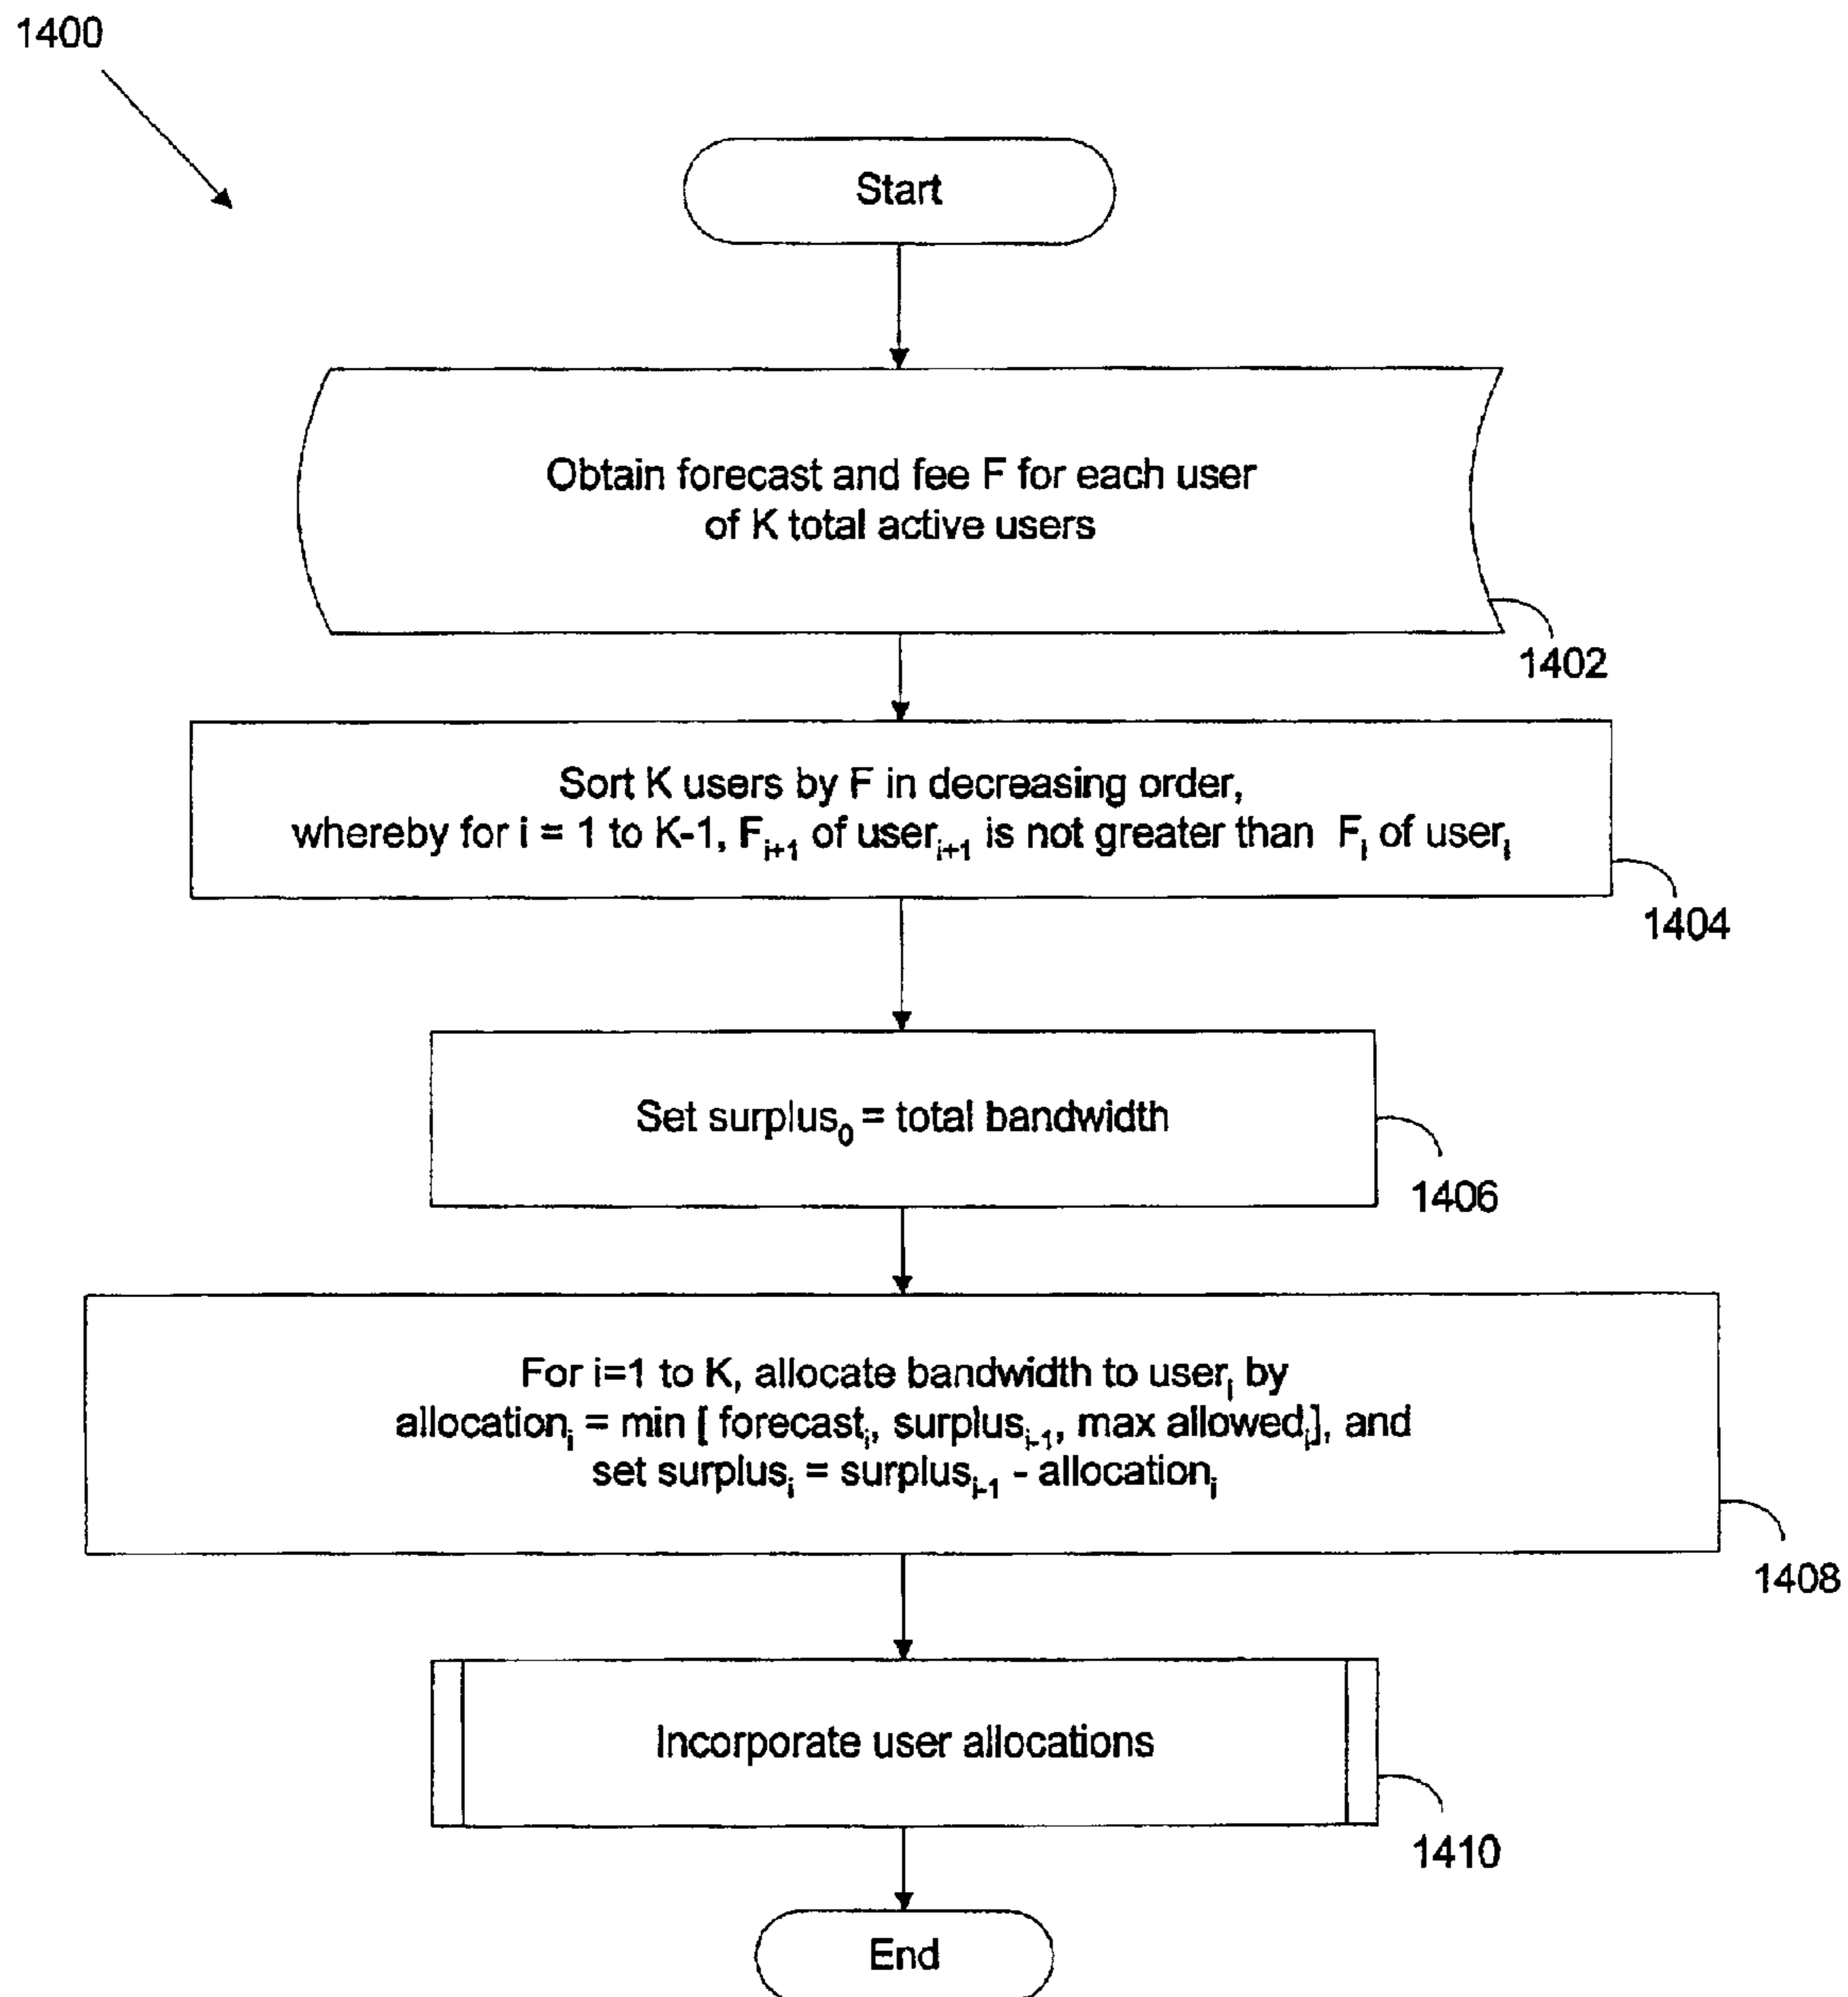 1400
Start
Obtain forecast and fee F for each user
of K total active users
1402
Sort K users by F in decreasing order,
whereby for i = 1 to K-1, Fi+1 of useri+1 is not greater than Fi of useri
1404
Set surplus0 = total bandwidth
1406
For i=1 to K, allocate bandwidth to useri by
allocationi = min [ forecasti, surplusi-1, max allowedi], and
set surplusi = surplusi-1 - allocationi
1408
Incorporate user allocations
1410
End